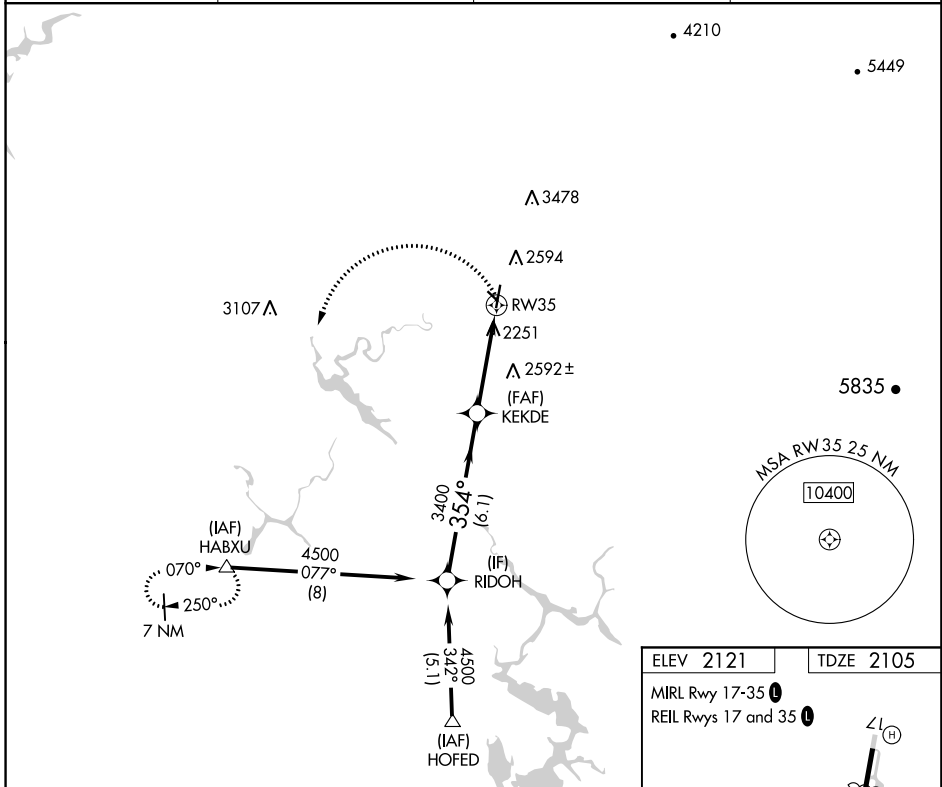 4210
5449
3478
2594
3107
RW35
2251
2592±
(FAF)
KEKDE
5835
MSA RW35 25 NM
10400
3400
354°
(6.1)
(IAF)
HABXU
070°
250°
7 NM
4500
077°
(8)
(IF)
RIDOH
4500
342°
(5.1)
(IAF)
HOFED
ELEV 2121
TDZE 2105
MIRL Rwy 17-35 L
REIL Rwys 17 and 35 L
17
H